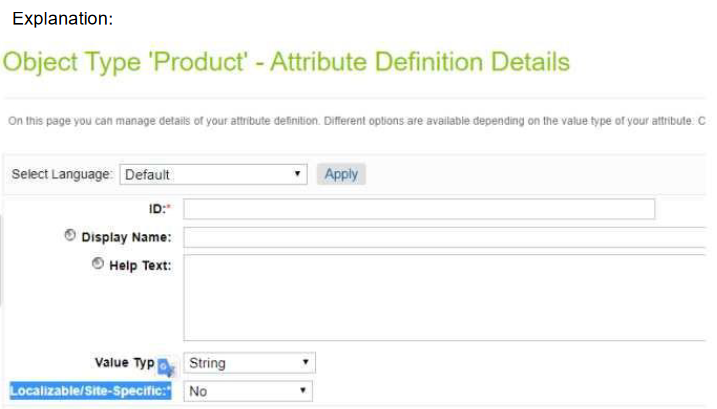 Explanation:
Object Type 'Product' - Attribute Definition Details
On this page you can manage details of your attribute definition. Different options are available depending on the value type of your attribute. C
Select Language: Default Apply
ID:*
Display Name:
Help Text:
Value Typ String
Localizable/Site-Specific:* No